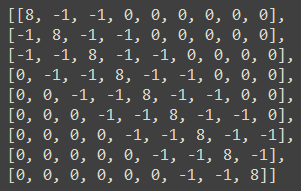 [[8, -1, -1, 0, 0, 0, 0, 0, 0],
[-1, 8, -1, -1, 0, 0, 0, 0, 0],
[-1, -1, 8, -1, -1, 0, 0, 0, 0],
[0, -1, -1, 8, -1, -1, 0, 0, 0],
[0, 0, -1, -1, 8, -1, -1, 0, 0],
[0, 0, 0, -1, -1, 8, -1, -1, 0],
[0, 0, 0, 0, -1, -1, 8, -1, -1],
[0, 0, 0, 0, 0, -1, -1, 8, -1],
[0, 0, 0, 0, 0, 0, -1, -1, 8]]